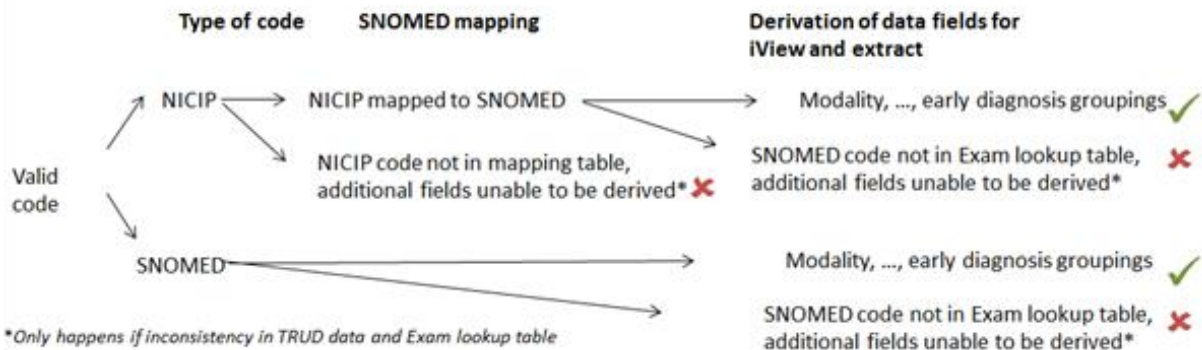 Type of code
SNOMED mapping
Derivation of data fields for
iView and extract
NICIP
NICIP mapped to SNOMED
Modality, ..., early diagnosis groupings
NICIP code not in mapping table,
additional fields unable to be derived*
SNOMED code not in Exam lookup table,
additional fields unable to be derived*
Valid
code
SNOMED
Modality, ..., early diagnosis groupings
SNOMED code not in Exam lookup table,
additional fields unable to be derived*
*Only happens if inconsistency in TRUD data and Exam lookup table